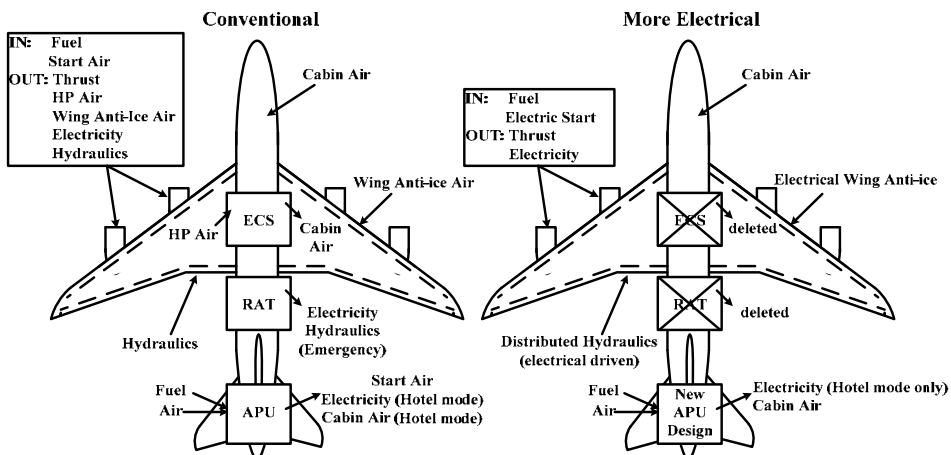 Conventional
IN: Fuel
Start Air
OUT: Thrust
HP Air
Wing Anti-Ice Air
Electricity
Hydraulics
Cabin Air
Wing Anti-ice Air
HP Air
ECS
Cabin
Air
RAT
Electricity
Hydraulics
(Emergency)
Hydraulics
Fuel
Air
APU
Start Air
Electricity (Hotel mode)
Cabin Air (Hotel mode)
More Electrical
IN: Fuel
Electric Start
OUT: Thrust
Electricity
Cabin Air
Electrical Wing Anti-ice
ECS
deleted
RAT
deleted
Distributed Hydraulics
(electrical driven)
Fuel
Air
New
APU
Design
Electricity (Hotel mode only)
Cabin Air